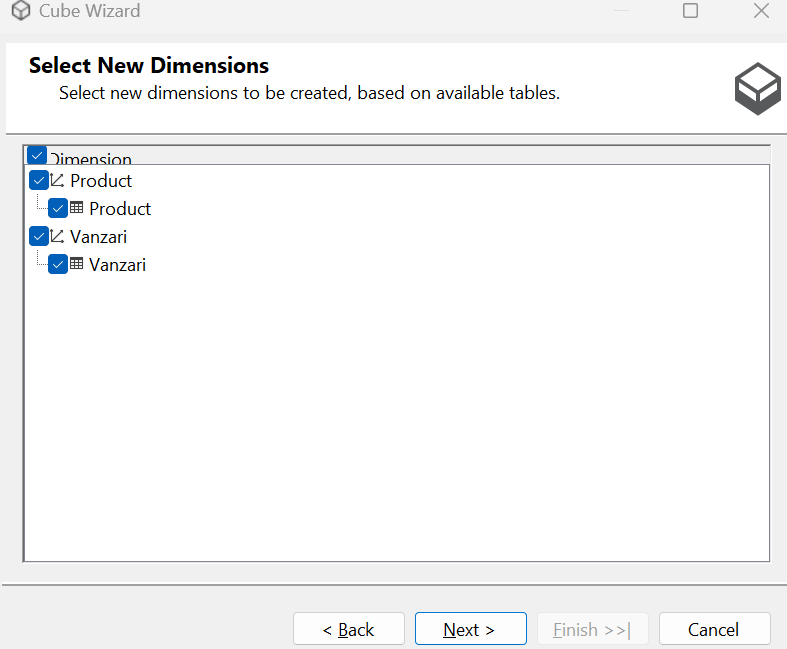 Cube Wizard
Select New Dimensions
Select new dimensions to be created, based on available tables.
Dimension
Product
Product
Vanzari
Vanzari
< Back
Next >
Finish >>|
Cancel